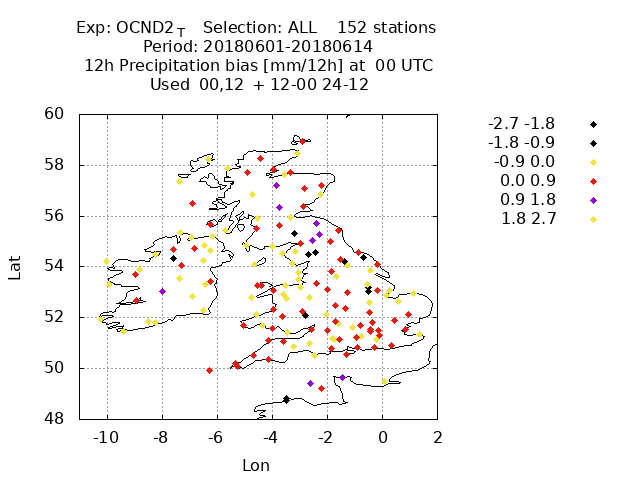 Exp: OCND2_T   Selection: ALL   152 stations
Period: 20180601-20180614
12h Precipitation bias [mm/12h] at 00 UTC
Used 00,12 + 12-00 24-12
-2.7 -1.8
-1.8 -0.9
-0.9 0.0
0.0 0.9
0.9 1.8
1.8 2.7
60
58
56
54
52
50
48
Lat
-10 -8 -6 -4 -2 0 2
Lon